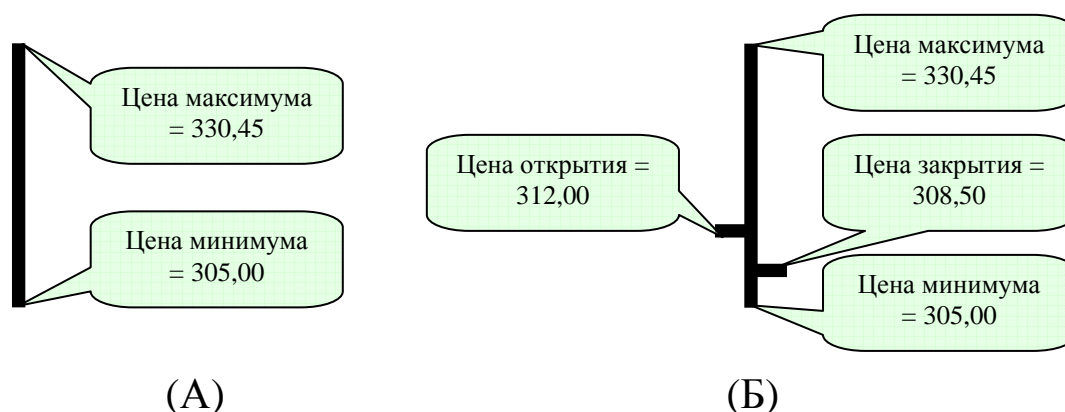 Цена максимума
= 330,45
Цена минимума
= 305,00
(А)
Цена максимума
= 330,45
Цена открытия =
312,00
Цена закрытия =
308,50
Цена минимума
= 305,00
(Б)